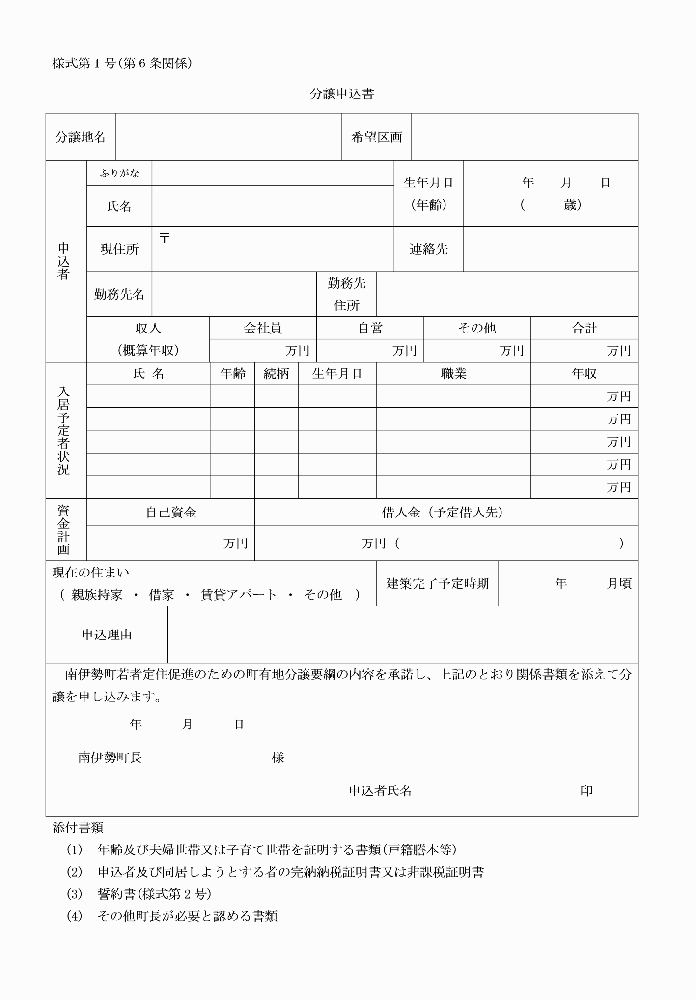 様式第1号(第6条関係)
分譲申込書
分譲地名 希望区画
申込者
ふりがな
氏名
生年月日 年 月 日
(年齢) ( 歳)
現住所 〒 連絡先
勤務先名 勤務先
住所
収入 会社員 自営 その他 合計
(概算年収) 万円 万円 万円 万円
入居予定者状況
氏 名 年齢 続柄 生年月日 職業 年収
万円
万円
万円
万円
万円
資金計画
自己資金 借入金(予定借入先)
万円 万円( )
現在の住まい
( 親族持家 ・ 借家 ・ 賃貸アパート ・ その他 )
建築完了予定時期 年 月頃
申込理由
南伊勢町若者定住促進のための町有地分譲要綱の内容を承諾し、上記のとおり関係書類を添えて分
譲を申し込みます。
年 月 日
南伊勢町長 様
申込者氏名 印
添付書類
(1) 年齢及び夫婦世帯又は子育て世帯を証明する書類(戸籍謄本等)
(2) 申込者及び同居しようとする者の完納納税証明書又は非課税証明書
(3) 誓約書(様式第2号)
(4) その他町長が必要と認める書類